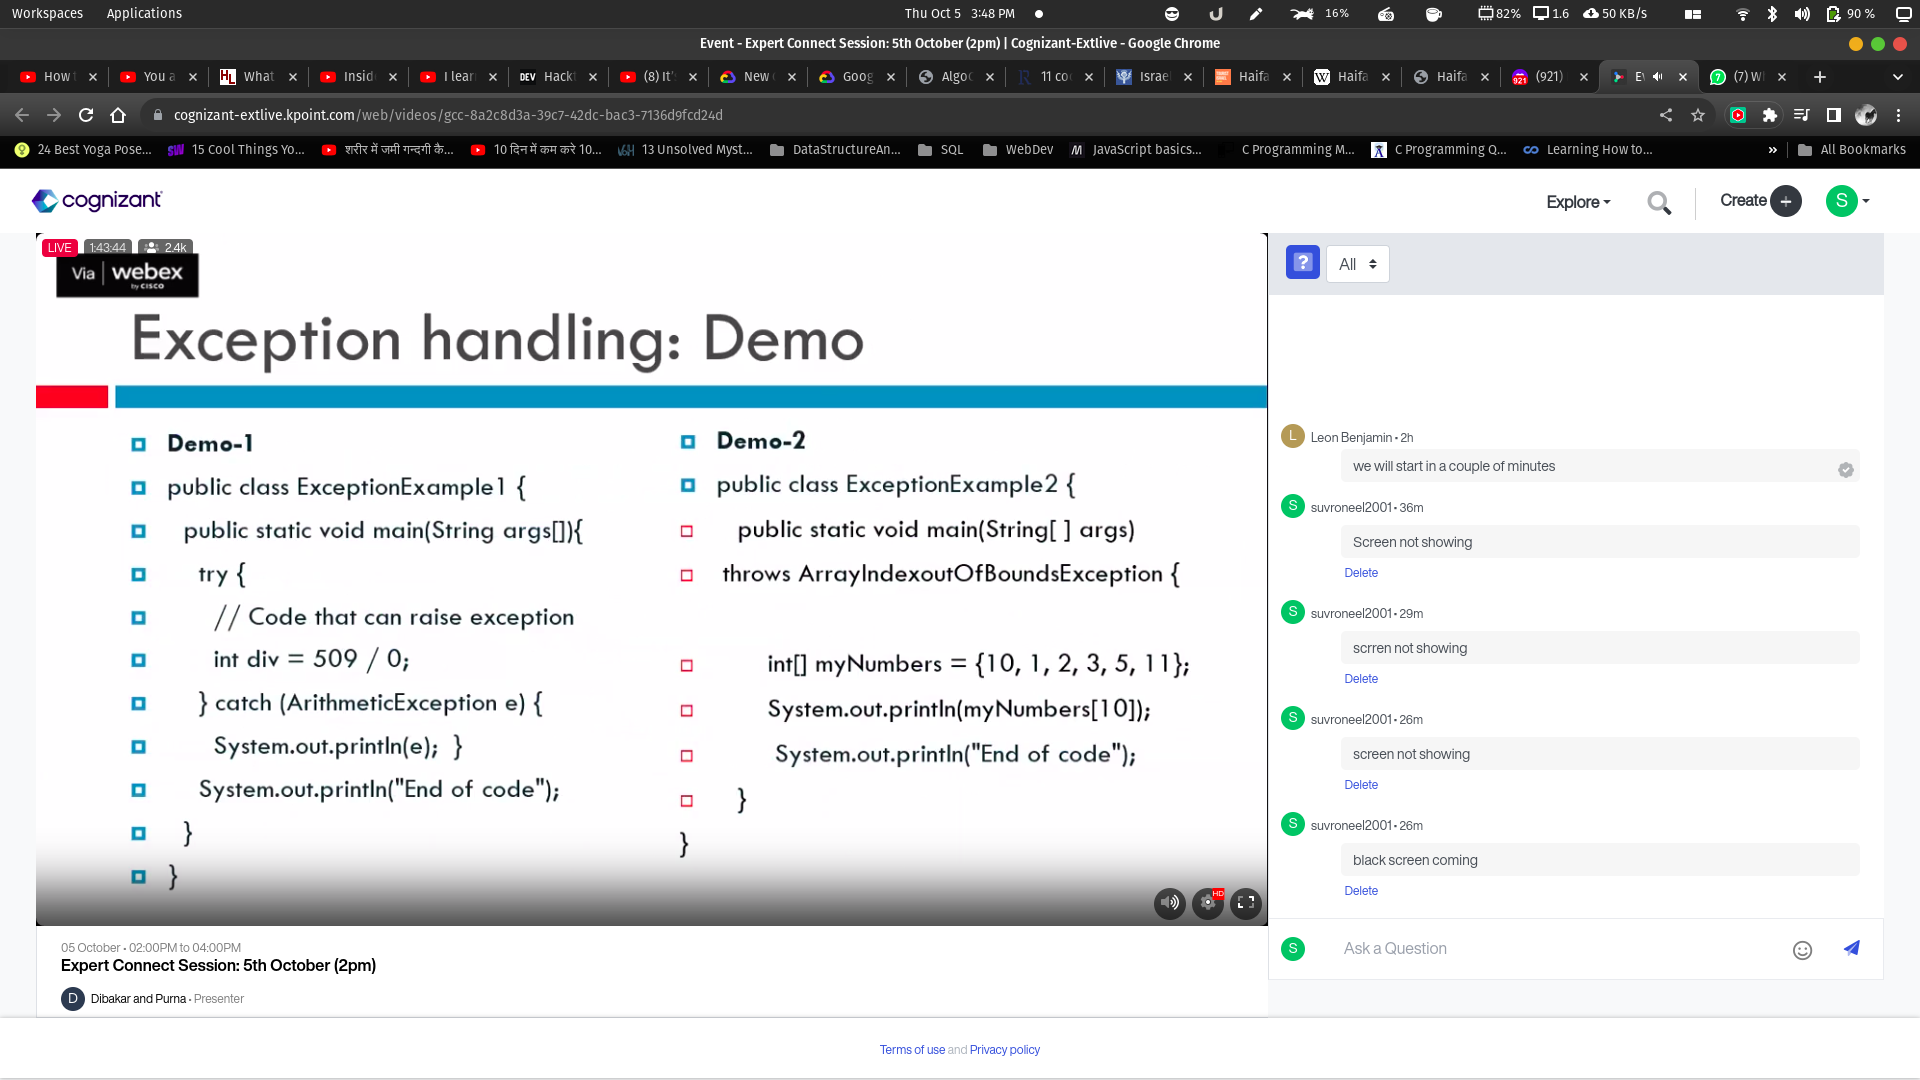 Workspaces Applications Thu Oct 5 3:48 PM 16% 82% 1.6 50 KB/s 90 %
Event - Expert Connect Session: 5th October (2pm) | Cognizant-Extlive - Google Chrome
How You a What Insid I lear DEV Hackt (8) It' New Goog AlgoC R 11 co Israe Haifa Haifa Haifa (921) Ev (7) W
cognizant-extlive.kpoint.com/web/videos/gcc-8a2c8d3a-39c7-42dc-bac3-7136d9fcd24d
24 Best Yoga Pose... 15 Cool Things Yo... शरीर में जमी गन्दगी कै... 10 दिन में कम करे 10... 13 Unsolved Myst... DataStructureAn... SQL WebDev JavaScript basics... C Programming M... C Programming Q... Learning How to... » All Bookmarks
cognizant Explore Create S
LIVE 1:43:44 2.4k
Via webex
by CISCO
Exception handling: Demo
Demo-1
public class ExceptionExample1 {
public static void main(String args[]){
try {
// Code that can raise exception
int div = 509 / 0;
} catch (ArithmeticException e) {
System.out.println(e); }
System.out.println("End of code");
}
}
Demo-2
public class ExceptionExample2 {
public static void main(String[ ] args)
throws ArrayIndexoutOfBoundsException {
int[] myNumbers = {10, 1, 2, 3, 5, 11};
System.out.println(myNumbers[10]);
System.out.println("End of code");
}
}
HD
05 October • 02:00PM to 04:00PM
Expert Connect Session: 5th October (2pm)
D Dibakar and Purna • Presenter
? All
L Leon Benjamin • 2h
we will start in a couple of minutes
S suvroneel2001 • 36m
Screen not showing
Delete
S suvroneel2001 • 29m
scrren not showing
Delete
S suvroneel2001 • 26m
screen not showing
Delete
S suvroneel2001 • 26m
black screen coming
Delete
S Ask a Question
Terms of use and Privacy policy